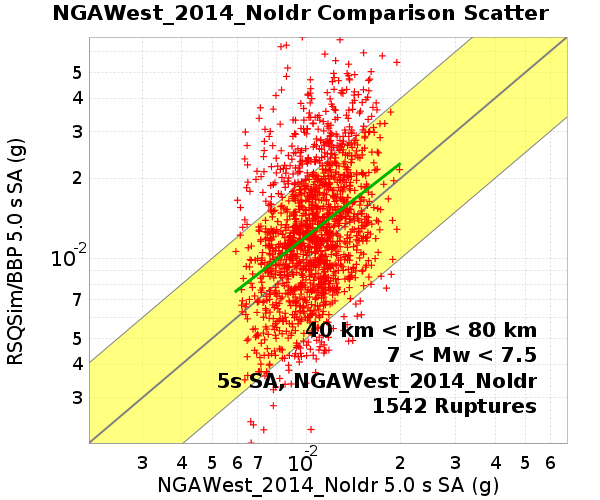 NGAWest_2014_NoIdr Comparison Scatter
RSQSim/BBP 5.0 s SA (g)
5
4
3
2
10-2
7
5
4
3
40 km < rJB < 80 km
7 < Mw < 7.5
5s SA, NGAWest_2014_NoIdr
1542 Ruptures
3 4 5 6 7 10-2 2 3 4 5 6
NGAWest_2014_NoIdr 5.0 s SA (g)